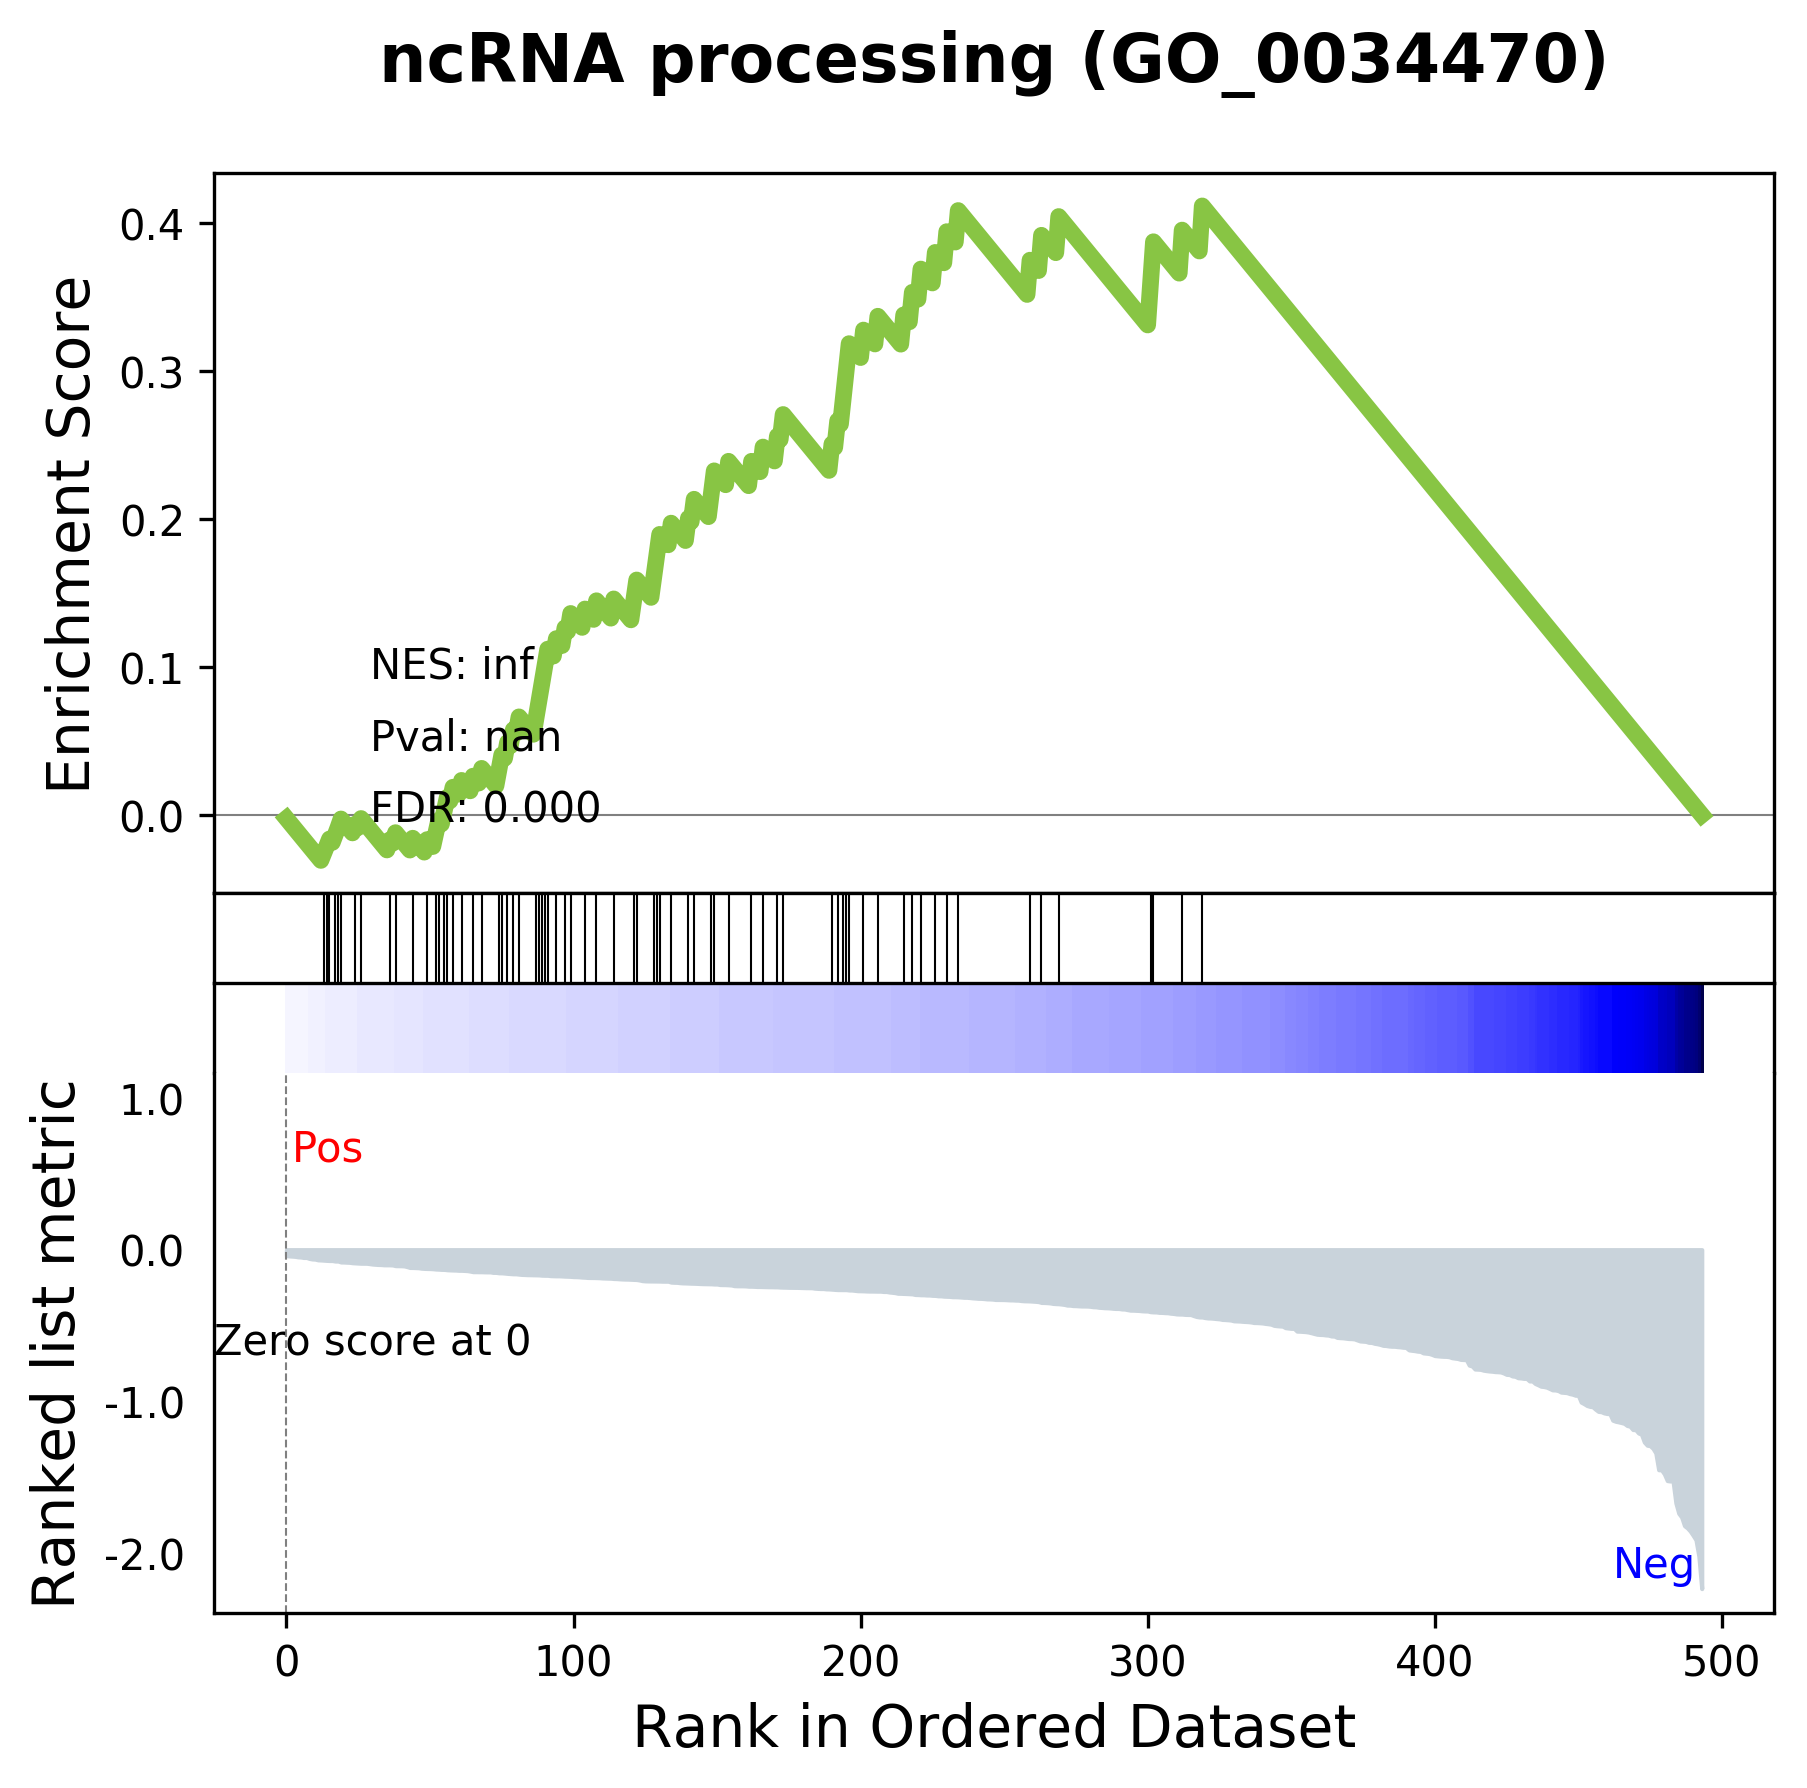 ncRNA processing (GO_0034470)
Enrichment Score
0.4
0.3
0.2
0.1
0.0
NES: inf
Pval: nan
FDR: 0.000
Ranked list metric
1.0
0.0
-1.0
-2.0
Pos
Zero score at 0
Neg
0 100 200 300 400 500
Rank in Ordered Dataset